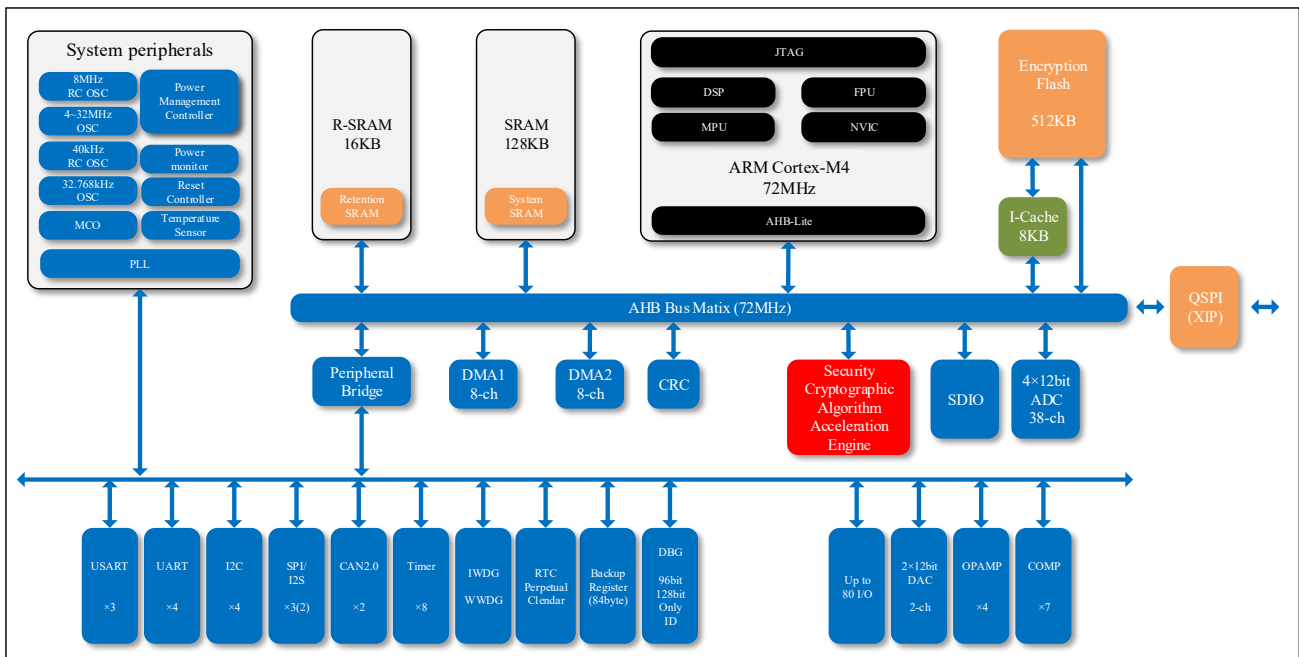 System peripherals
8MHz
RC OSC
4~32MHz
OSC
40kHz
RC OSC
32.768kHz
OSC
MCO
Power
Management
Controller
Power
monitor
Reset
Controller
Temperature
Sensor
PLL
R-SRAM
16KB
Retention
SRAM
SRAM
128KB
System
SRAM
JTAG
DSP
FPU
MPU
NVIC
ARM Cortex-M4
72MHz
AHB-Lite
Encryption
Flash
512KB
I-Cache
8KB
AHB Bus Matix (72MHz)
QSPI
(XIP)
Peripheral
Bridge
DMA1
8-ch
DMA2
8-ch
CRC
Security
Cryptographic
Algorithm
Acceleration
Engine
SDIO
4×12bit
ADC
38-ch
USART
×3
UART
×4
I2C
×4
SPI/
I2S
×3(2)
CAN2.0
×2
Timer
×8
IWDG
WWDG
RTC
Perpetual
Clendar
Backup
Register
(84byte)
DBG
96bit
128bit
Only
ID
Up to
80 I/O
2×12bit
DAC
2-ch
OPAMP
×4
COMP
×7